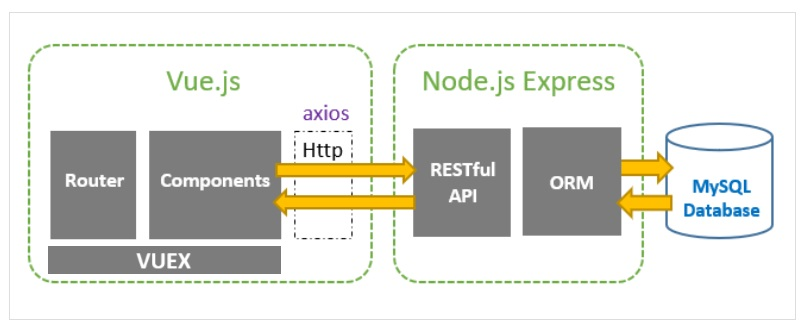 Vue.js
Node.js Express
axios
Http
Router
Components
RESTful
API
ORM
MySQL
Database
VUEX